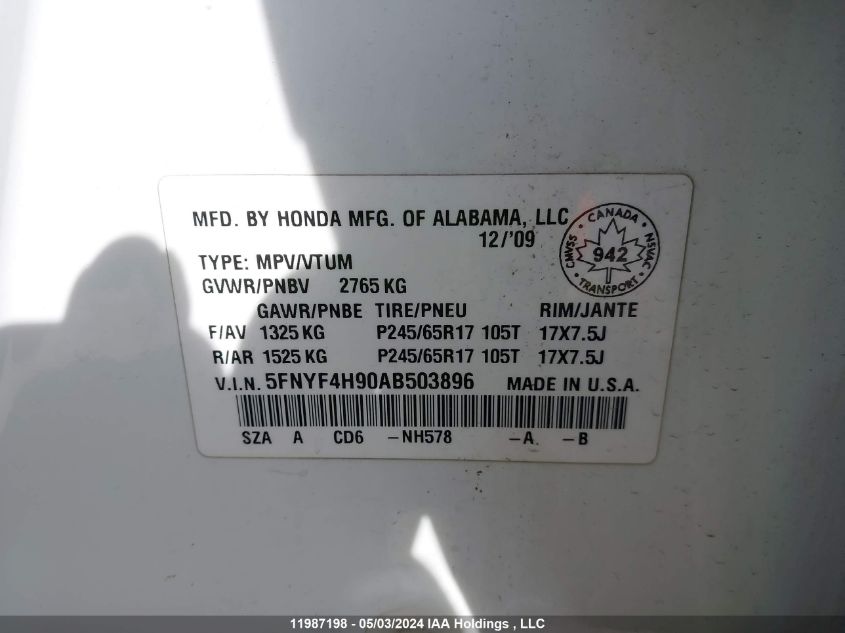 MFD. BY HONDA MFG. OF ALABAMA, LLC
12/'09
CANADA
CMVSS 942 NSVAC
TRANSPORT
TYPE: MPV/VTUM
GVWR/PNBV 2765 KG
GAWR/PNBE TIRE/PNEU RIM/JANTE
F/AV 1325 KG P245/65R17 105T 17X7.5J
R/AR 1525 KG P245/65R17 105T 17X7.5J
V.I.N. 5FNYF4H90AB503896 MADE IN U.S.A.
SZA A CD6 -NH578 -A -B
11987198 - 05/03/2024 IAA Holdings , LLC